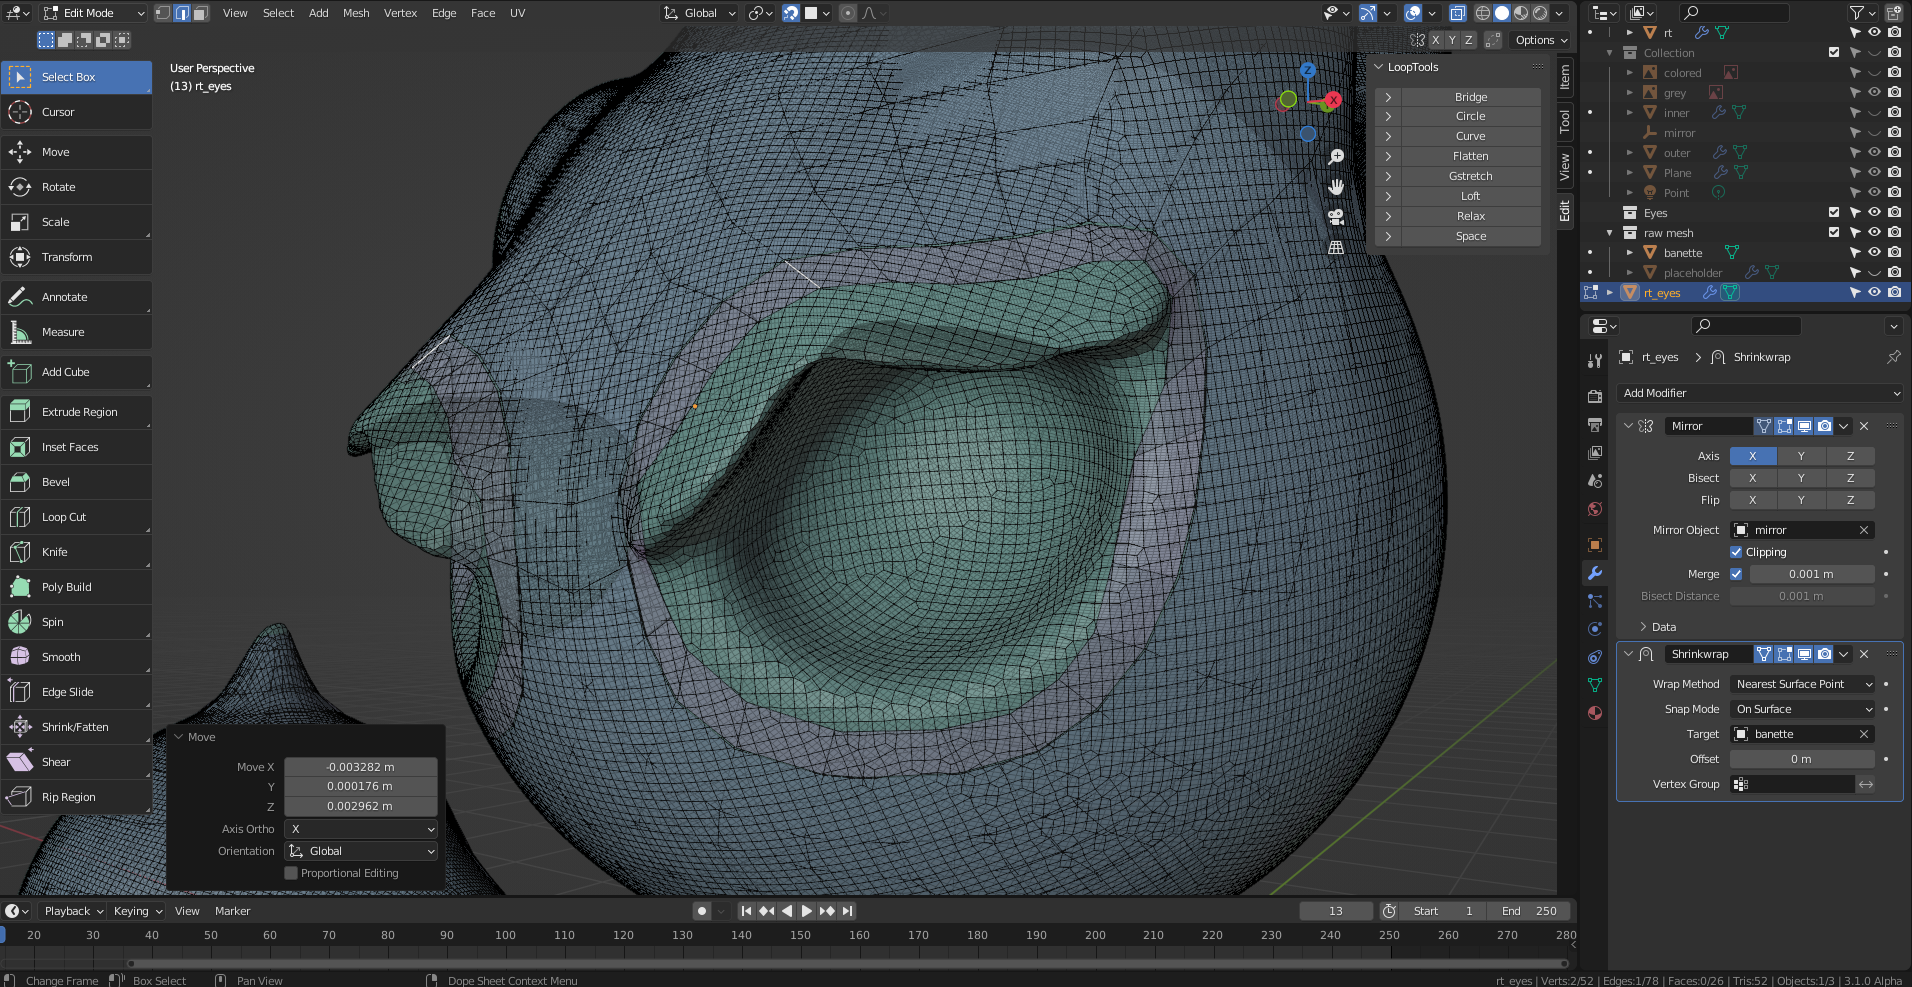 Edit Mode View Select Add Mesh Vertex Edge Face UV Global
X Y Z Options
User Perspective
(13) rt_eyes
Select Box
Cursor
Move
Rotate
Scale
Transform
Annotate
Measure
Add Cube
Extrude Region
Inset Faces
Bevel
Loop Cut
Knife
Poly Build
Spin
Smooth
Edge Slide
Shrink/Fatten
Shear
Rip Region
Z
X
LoopTools
Bridge
Circle
Curve
Flatten
Gstretch
Loft
Relax
Space
Item
Tool
View
Edit
Move
Move X -0.003282 m
Y 0.000176 m
Z 0.002962 m
Axis Ortho X
Orientation Global
Proportional Editing
rt
Collection
colored
grey
inner
mirror
outer
Plane
Point
Eyes
raw mesh
banette
placeholder
rt_eyes
rt_eyes Shrinkwrap
Add Modifier
Mirror
Axis X Y Z
Bisect X Y Z
Flip X Y Z
Mirror Object mirror
Clipping
Merge 0.001 m
Bisect Distance 0.001 m
Data
Shrinkwrap
Wrap Method Nearest Surface Point
Snap Mode On Surface
Target banette
Offset 0 m
Vertex Group
Playback Keying View Marker 13 Start 1 End 250
20 30 40 50 60 70 80 90 100 110 120 130 140 150 160 170 180 190 200 210 220 230 240 250 260 270 280
Change Frame Box Select Pan View Dope Sheet Context Menu rt_eyes | Verts:2/52 | Edges:1/78 | Faces:0/26 | Tris:52 | Objects:1/3 | 3.1.0 Alpha